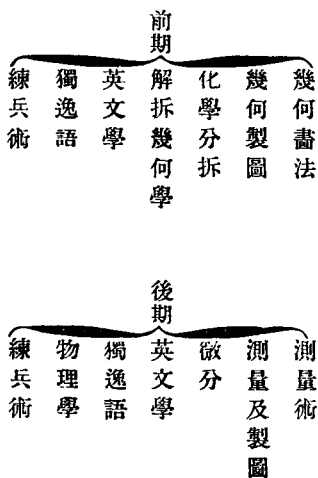 前期
幾何畵法
幾何製圖
化學分拆
解拆幾何學
英文學
獨逸語
練兵術
後期
測量術
測量及製圖
微分
英文學
獨逸語
物理學
練兵術